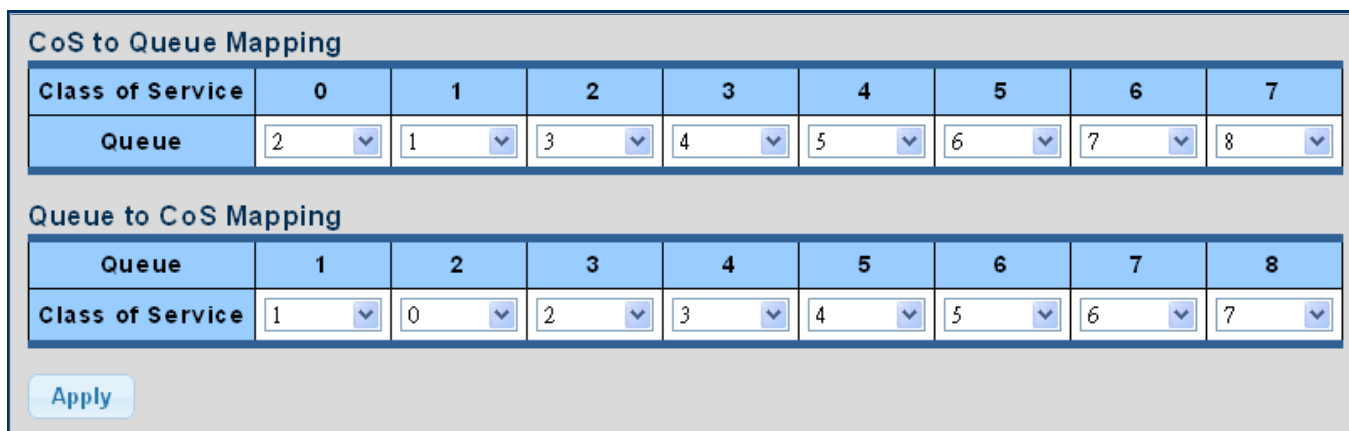 CoS to Queue Mapping
Class of Service 0 1 2 3 4 5 6 7
Queue 2 1 3 4 5 6 7 8
Queue to CoS Mapping
Queue 1 2 3 4 5 6 7 8
Class of Service 1 0 2 3 4 5 6 7
Apply